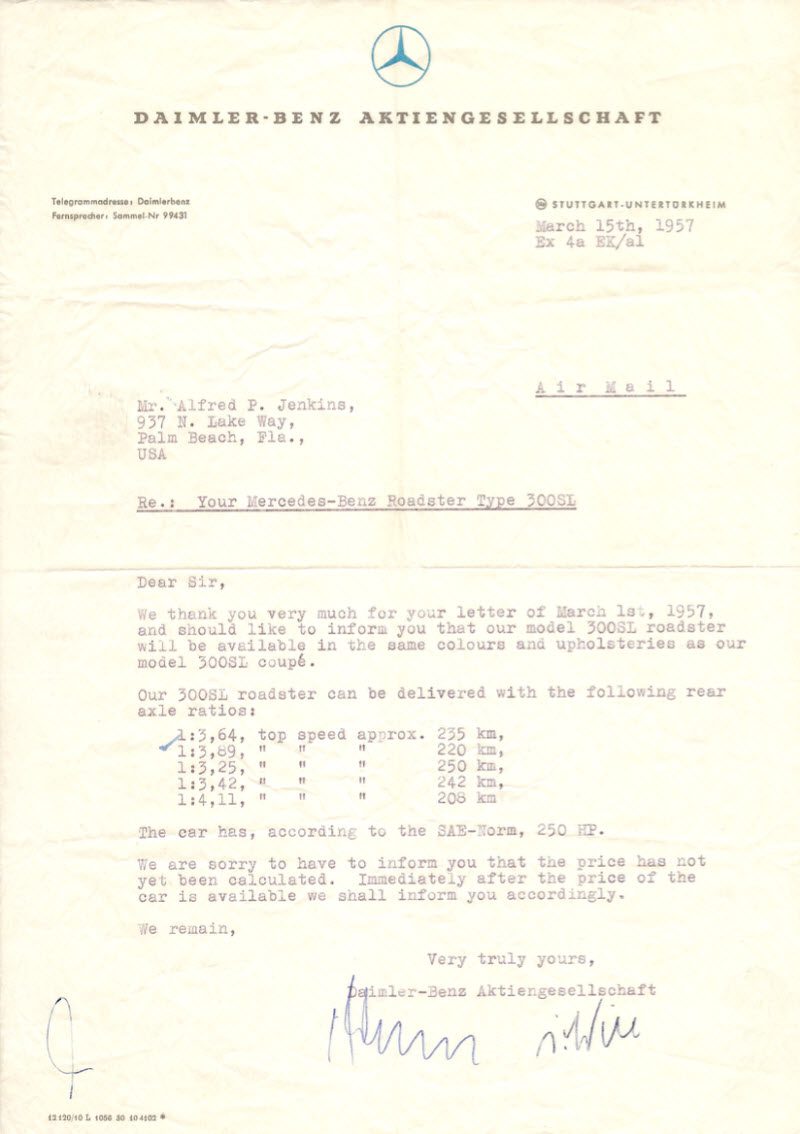 DAIMLER-BENZ AKTIENGESELLSCHAFT
Telegrammadresse: Daimlerbenz
Fernsprecher: Sammel-Nr 99431
STUTTGART-UNTERTÜRKHEIM
March 15th, 1957
Ex 4a EK/al
Air Mail
Mr. Alfred P. Jenkins,
937 N. Lake Way,
Palm Beach, Fla.,
USA
Re.: Your Mercedes-Benz Roadster Type 300SL
Dear Sir,
We thank you very much for your letter of March 1st, 1957,
and should like to inform you that our model 300SL roadster
will be available in the same colours and upholsteries as our
model 300SL coupé.
Our 300SL roadster can be delivered with the following rear
axle ratios:
1:3,64, top speed approx. 235 km,
1:3,89, " " " 220 km,
1:3,25, " " " 250 km,
1:3,42, " " " 242 km,
1:4,11, " " " 208 km
The car has, according to the SAE-Norm, 250 HP.
We are sorry to have to inform you that the price has not
yet been calculated. Immediately after the price of the
car is available we shall inform you accordingly.
We remain,
Very truly yours,
Daimler-Benz Aktiengesellschaft
12 120/10 L 1056 50 10 4102 *